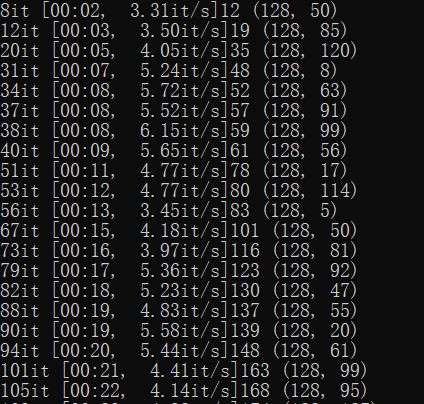 8it [00:02,  3.31it/s]12 (128, 50)
12it [00:03,  3.50it/s]19 (128, 85)
20it [00:05,  4.05it/s]35 (128, 120)
31it [00:07,  5.24it/s]48 (128, 8)
34it [00:08,  5.72it/s]52 (128, 63)
37it [00:08,  5.52it/s]57 (128, 91)
38it [00:08,  6.15it/s]59 (128, 99)
40it [00:09,  5.65it/s]61 (128, 56)
51it [00:11,  4.77it/s]78 (128, 17)
53it [00:12,  4.77it/s]80 (128, 114)
56it [00:13,  3.45it/s]83 (128, 5)
67it [00:15,  4.18it/s]101 (128, 50)
73it [00:16,  3.97it/s]116 (128, 81)
79it [00:17,  5.36it/s]123 (128, 92)
82it [00:18,  5.23it/s]130 (128, 47)
88it [00:19,  4.83it/s]137 (128, 55)
90it [00:19,  5.58it/s]139 (128, 20)
94it [00:20,  5.44it/s]148 (128, 61)
101it [00:21,  4.41it/s]163 (128, 99)
105it [00:22,  4.14it/s]168 (128, 95)